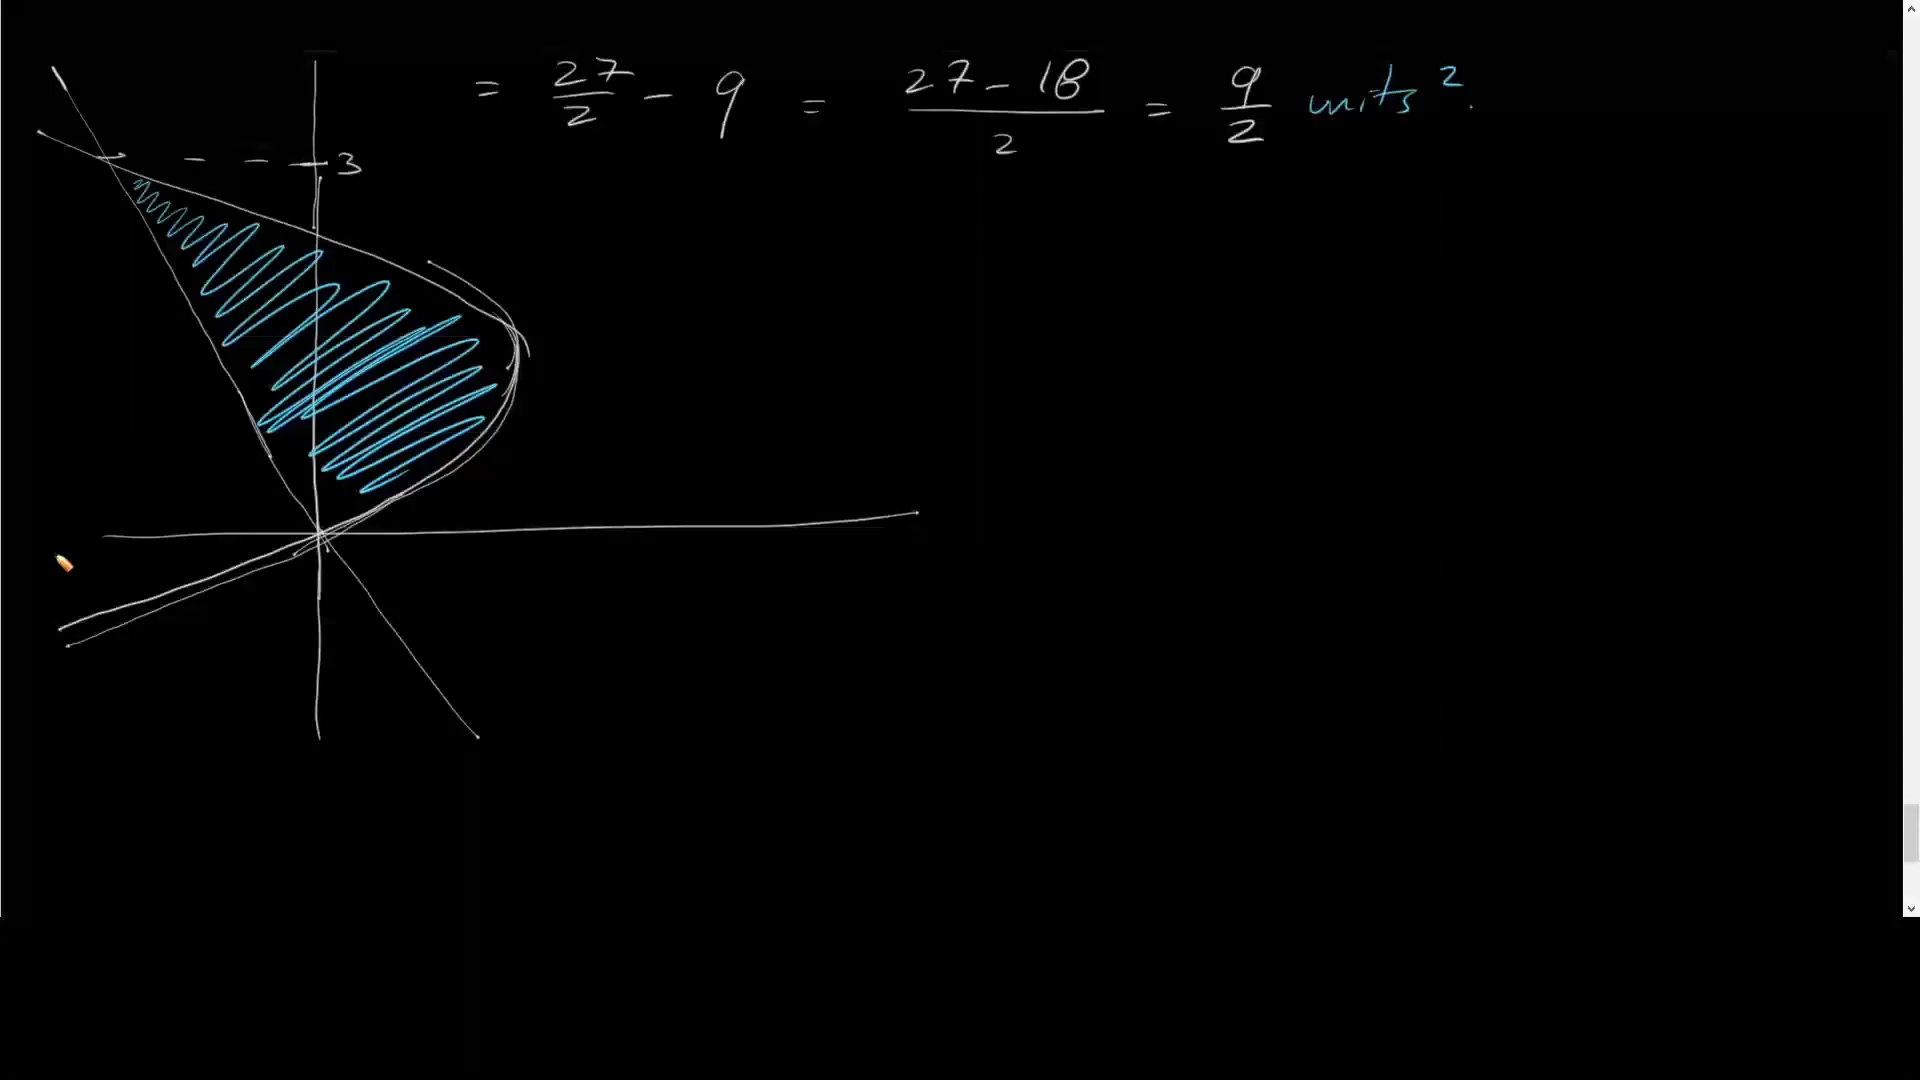 = 27/2 - 9 = (27 - 18)/2 = 9/2 units².
3